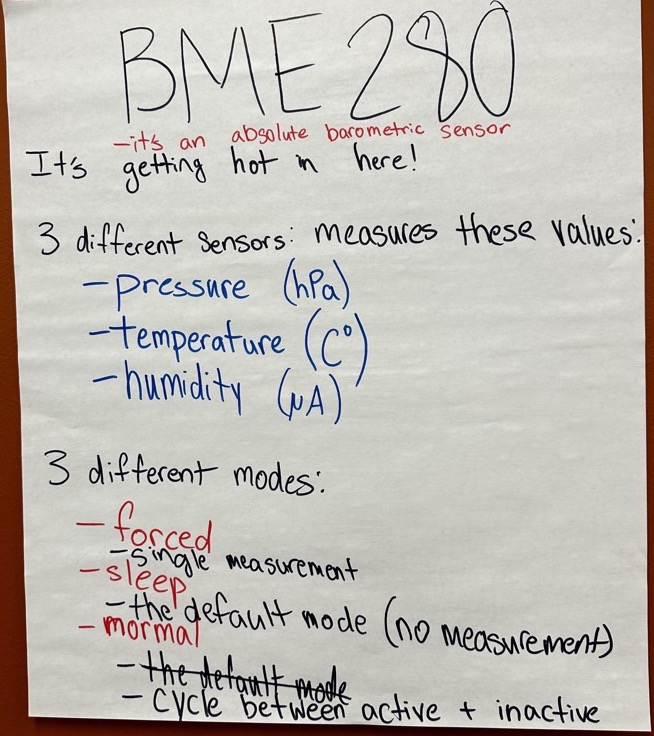 BME280
-it's an absolute barometric sensor
It's getting hot in here!
3 different sensors: measures these values:
-pressure (hPa)
-temperature (C°)
-humidity (μA)
3 different modes:
-forced
-single measurement
-sleep
-the default mode (no measurement)
-normal
-the default mode
-cycle between active + inactive